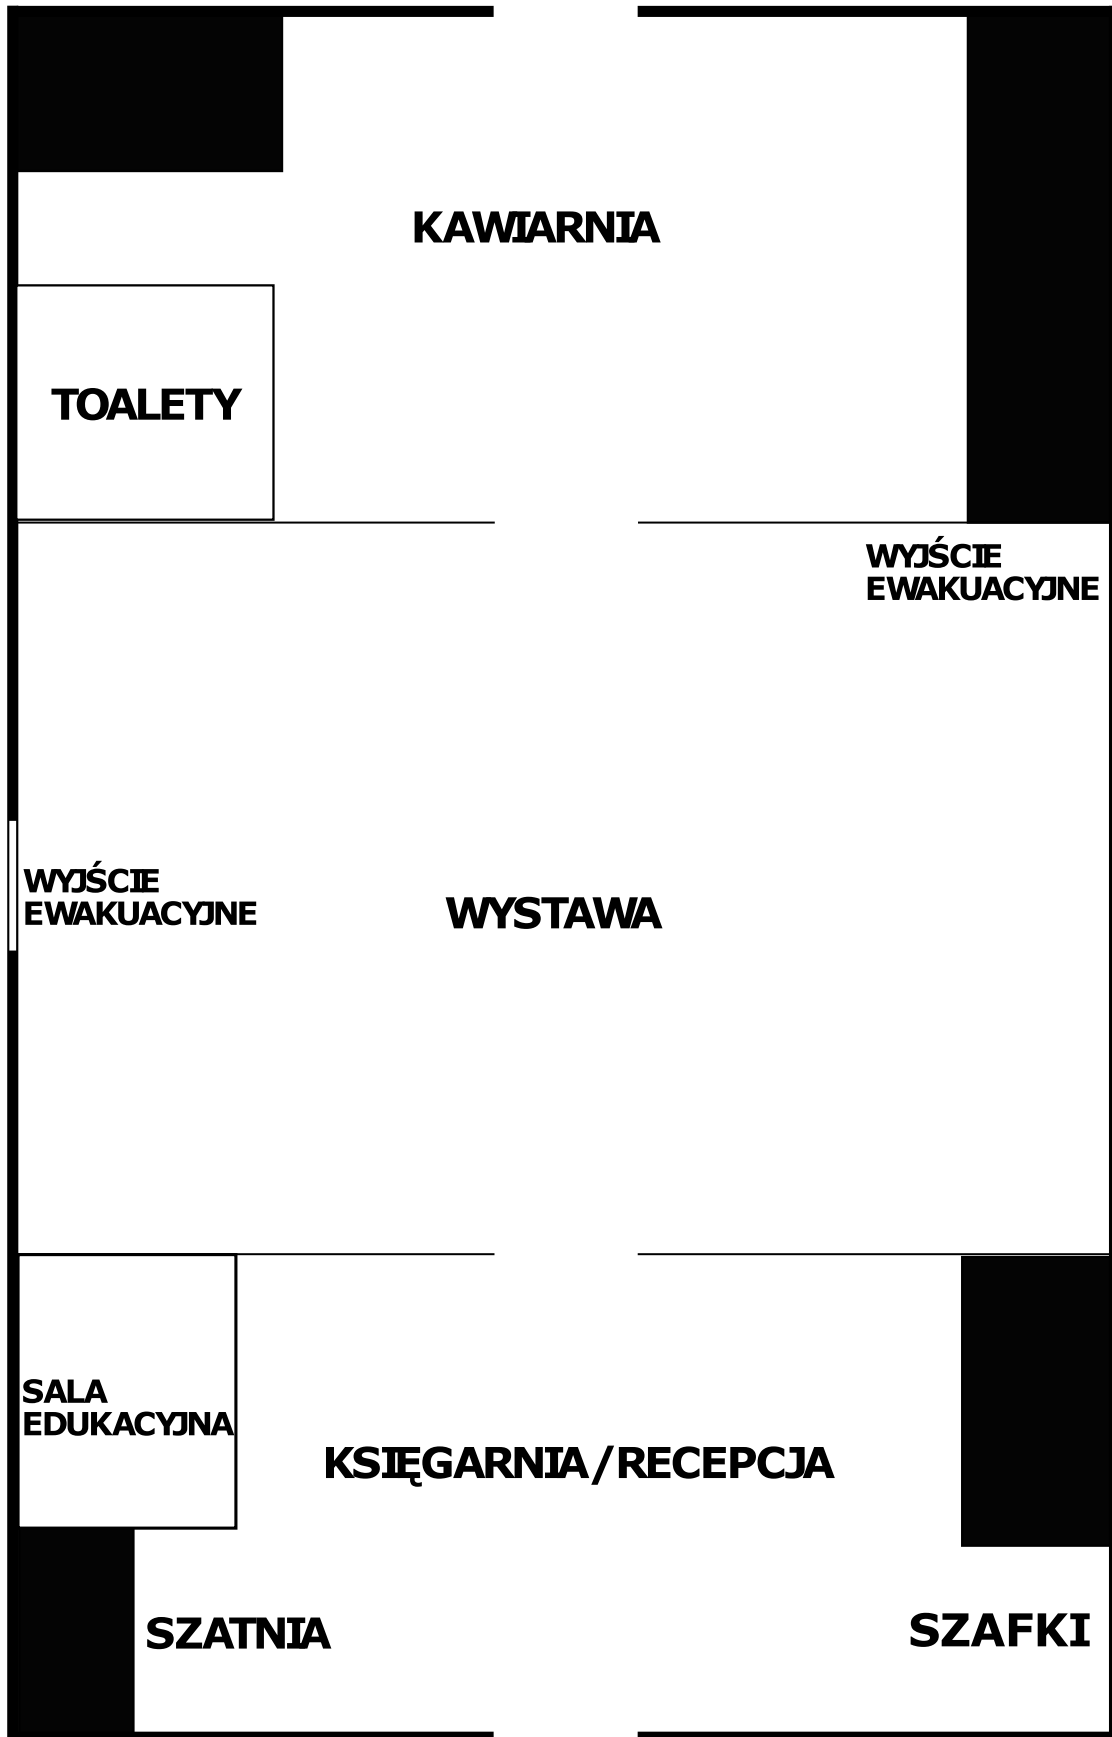 KAWIARNIA
TOALETY
WYJŚCIE
EWAKUACYJNE
WYJŚCIE
EWAKUACYJNE
WYSTAWA
SALA
EDUKACYJNA
KSIĘGARNIA/RECEPCJA
SZATNIA
SZAFKI